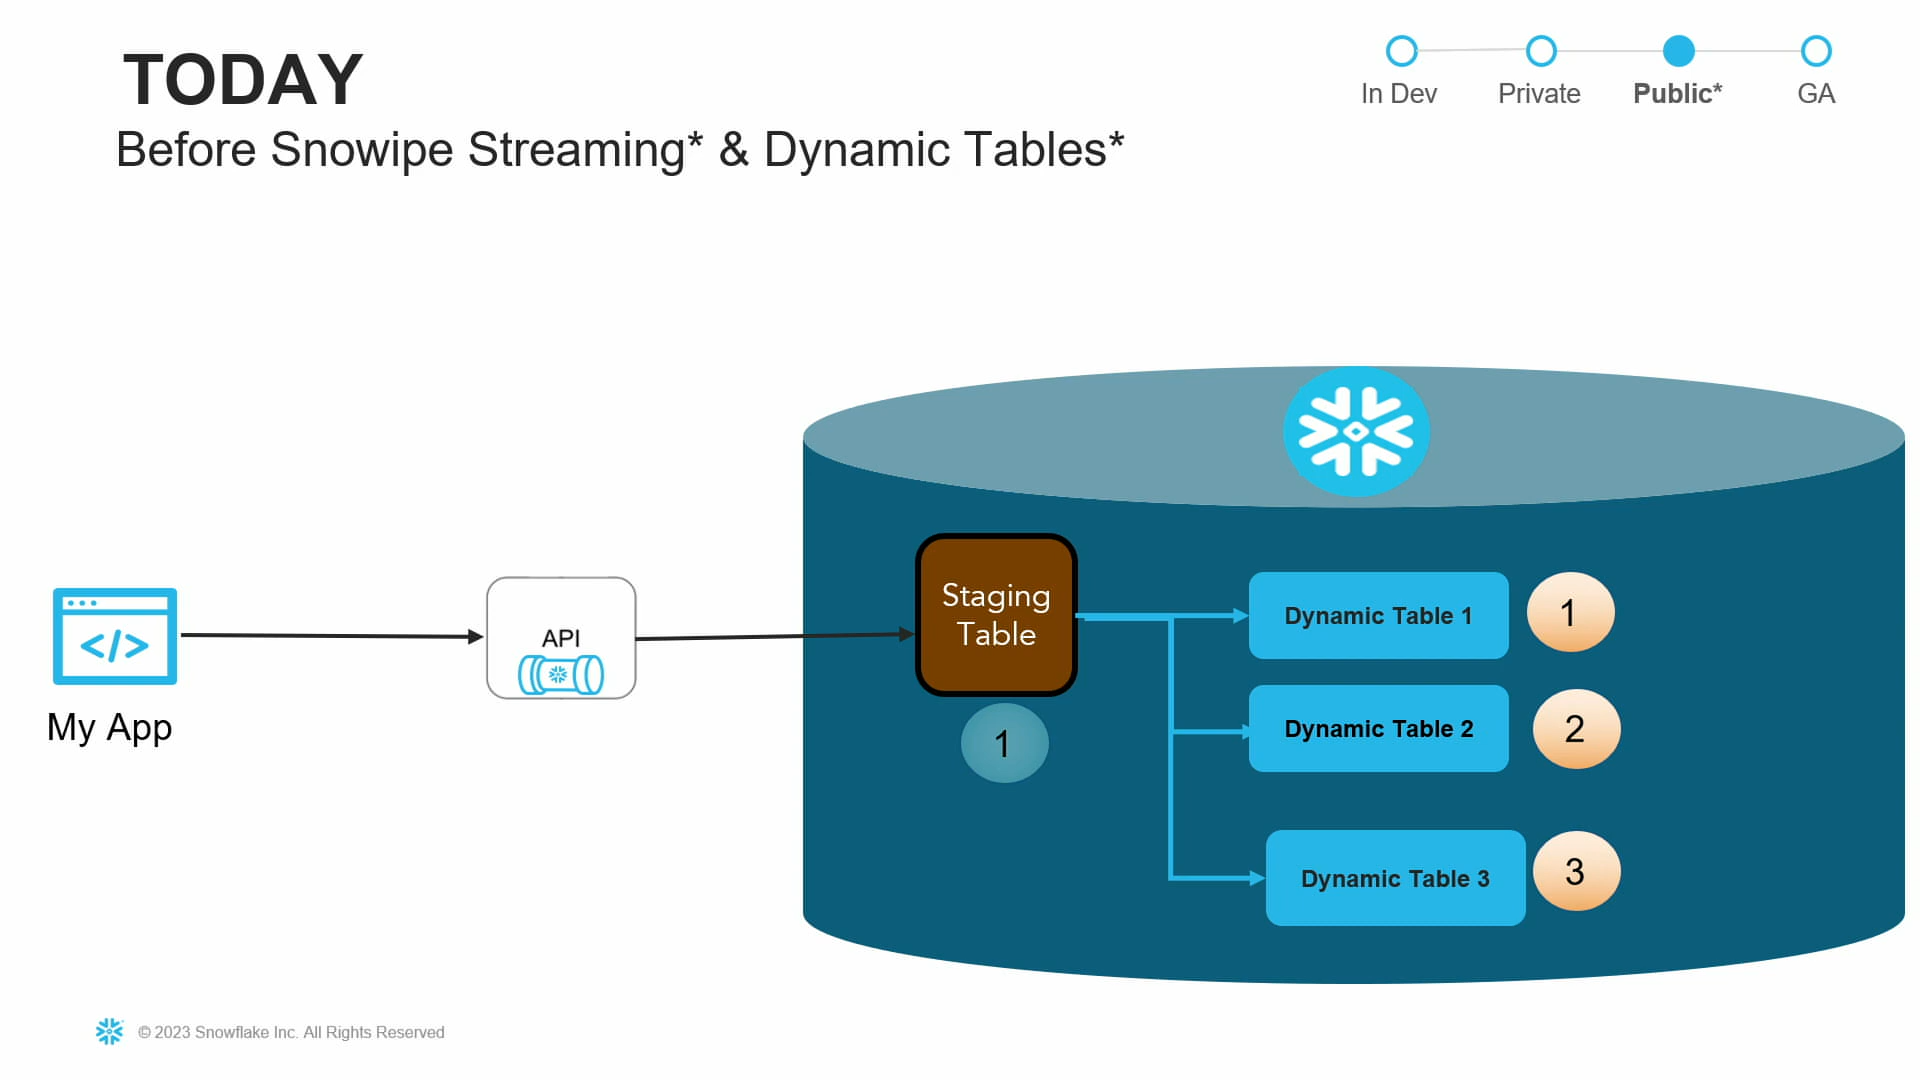 TODAY
Before Snowipe Streaming* & Dynamic Tables*
In Dev
Private
Public*
GA
My App
</>
API
Staging
Table
1
Dynamic Table 1
1
Dynamic Table 2
2
Dynamic Table 3
3
© 2023 Snowflake Inc. All Rights Reserved